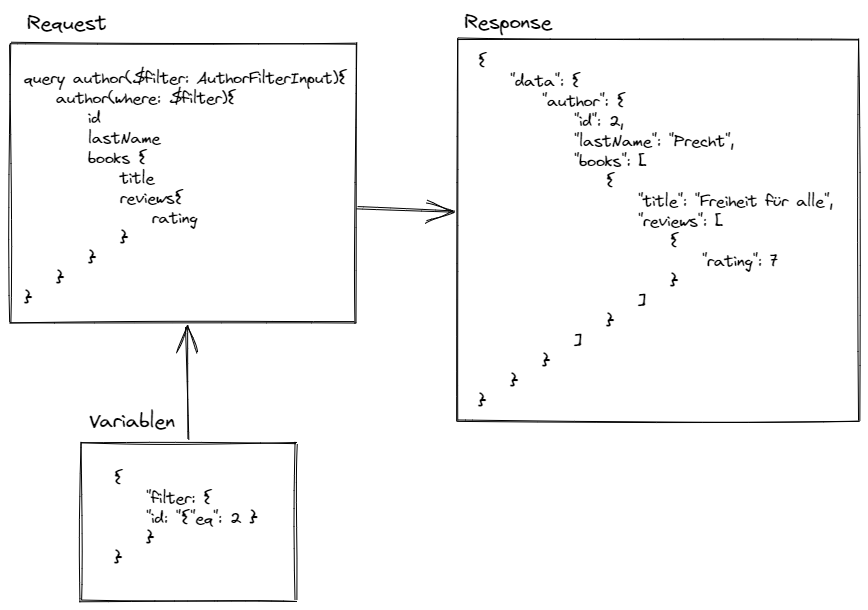 Request
query author($filter: AuthorFilterInput){
author(where: $filter){
id
lastName
books {
title
reviews{
rating
}
}
}
}
Response
{
"data": {
"author": {
"id": 2,
"lastName": "Precht",
"books": [
{
"title": "Freiheit für alle",
"reviews": [
{
"rating": 7
}
]
}
]
}
}
}
Variablen
{
"filter: {
"id: "{"eq": 2 }
}
}